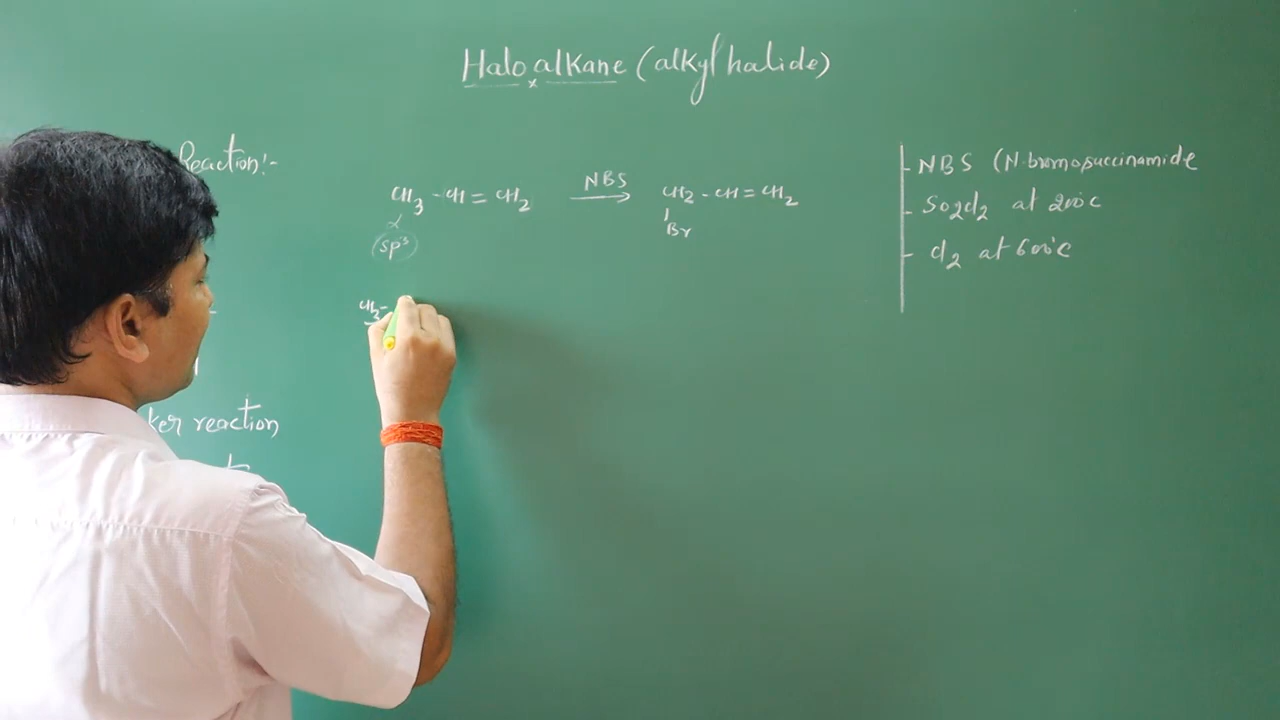 Halo alkane (alkyl halide)
Reaction:-
CH3 - CH = CH2 NBS CH2 - CH = CH2
α Br
(sp3)
CH3 -
ker reaction
NBS (N-bromosuccinamide
SO2Cl2 at 200°C
Cl2 at 600°C